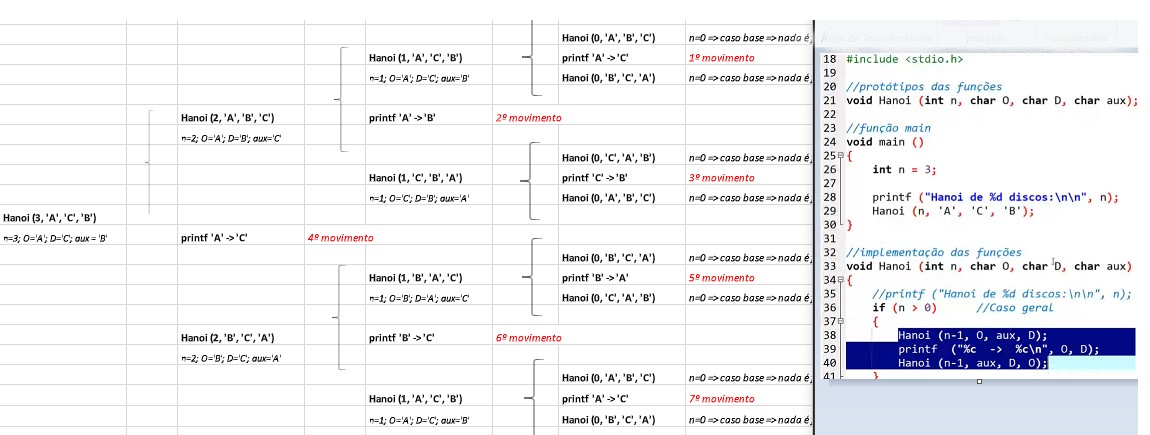 Hanoi (0, 'A', 'B', 'C')
n=0 => caso base => nada é
Hanoi (1, 'A', 'C', 'B')
printf 'A' ->'C'
1º movimento
n=1; O='A'; D='C'; aux='B'
Hanoi (0, 'B', 'C', 'A')
n=0 => caso base => nada é
Hanoi (2, 'A', 'B', 'C')
printf 'A' ->'B'
2º movimento
n=2; O='A'; D='B'; aux='C'
Hanoi (0, 'C', 'A', 'B')
n=0 => caso base => nada é
Hanoi (1, 'C', 'B', 'A')
printf 'C' ->'B'
3º movimento
n=1; O='C'; D='B'; aux='A'
Hanoi (0, 'A', 'B', 'C')
n=0 => caso base => nada é
Hanoi (3, 'A', 'C', 'B')
n=3; O='A'; D='C'; aux = 'B'
printf 'A' ->'C'
4º movimento
Hanoi (0, 'B', 'C', 'A')
n=0 => caso base => nada é
Hanoi (1, 'B', 'A', 'C')
printf 'B' ->'A'
5º movimento
n=1; O='B'; D='A'; aux='C'
Hanoi (0, 'C', 'A', 'B')
n=0 => caso base => nada é
Hanoi (2, 'B', 'C', 'A')
printf 'B' ->'C'
6º movimento
n=2; O='B'; D='C'; aux='A'
Hanoi (0, 'A', 'B', 'C')
n=0 => caso base => nada é
Hanoi (1, 'A', 'C', 'B')
printf 'A' ->'C'
7º movimento
n=1; O='A'; D='C'; aux='B'
Hanoi (0, 'B', 'C', 'A')
n=0 => caso base => nada é
18 #include <stdio.h>
19
20 //protótipos das funções
21 void Hanoi (int n, char O, char D, char aux);
22
23 //função main
24 void main ()
25 {
26 int n = 3;
27
28 printf ("Hanoi de %d discos:\n\n", n);
29 Hanoi (n, 'A', 'C', 'B');
30 }
31
32 //implementação das funções
33 void Hanoi (int n, char O, char D, char aux)
34 {
35 //printf ("Hanoi de %d discos:\n\n", n);
36 if (n > 0) //Caso geral
37 {
38 Hanoi (n-1, O, aux, D);
39 printf ("%c -> %c\n", O, D);
40 Hanoi (n-1, aux, D, O);
41 }